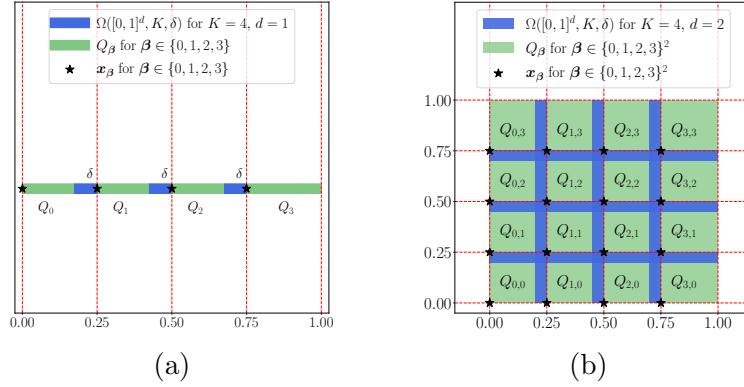 Ω([0, 1]^d, K, δ) for K = 4, d = 1
Q_β for β ∈ {0, 1, 2, 3}
x_β for β ∈ {0, 1, 2, 3}
δ δ δ
Q_0 Q_1 Q_2 Q_3
0.00 0.25 0.50 0.75 1.00
(a)
Ω([0, 1]^d, K, δ) for K = 4, d = 2
Q_β for β ∈ {0, 1, 2, 3}^2
x_β for β ∈ {0, 1, 2, 3}^2
1.00
Q_{0,3} Q_{1,3} Q_{2,3} Q_{3,3}
0.75
Q_{0,2} Q_{1,2} Q_{2,2} Q_{3,2}
0.50
Q_{0,1} Q_{1,1} Q_{2,1} Q_{3,1}
0.25
Q_{0,0} Q_{1,0} Q_{2,0} Q_{3,0}
0.00
0.00 0.25 0.50 0.75 1.00
(b)